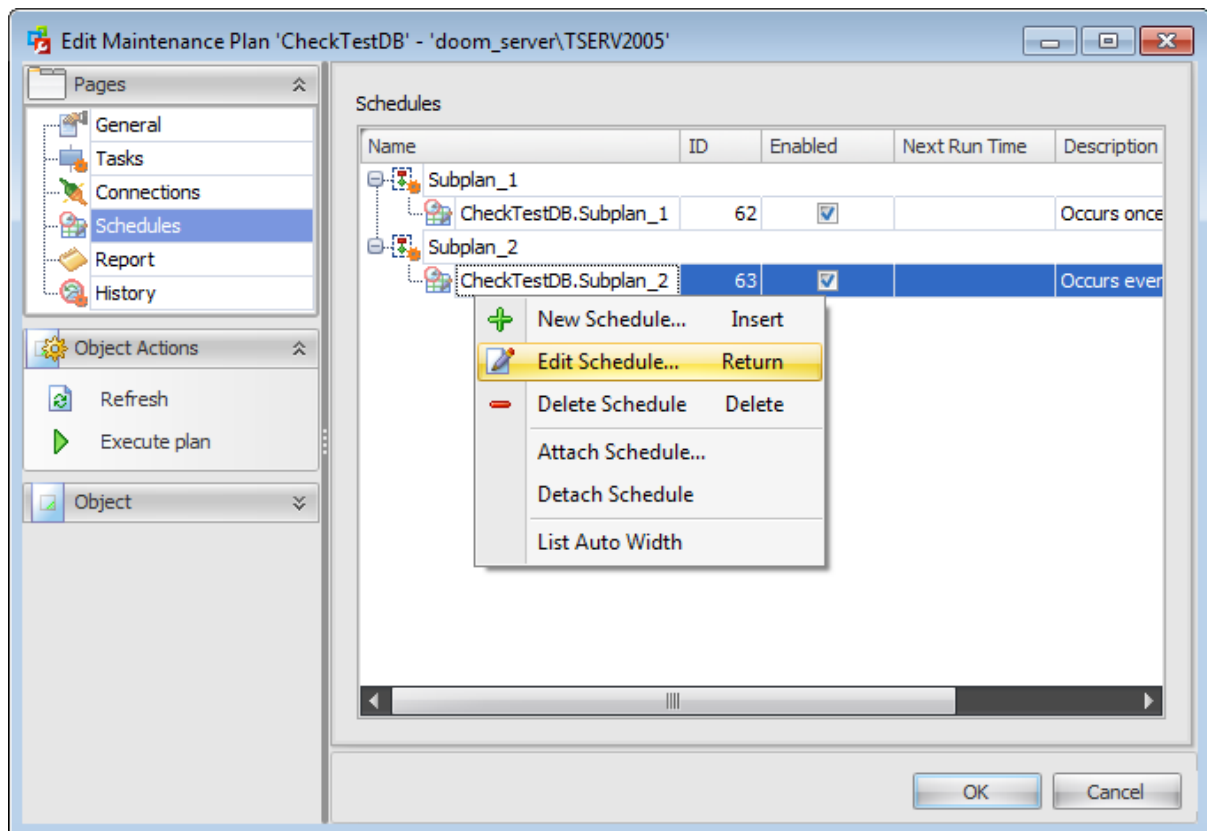 Edit Maintenance Plan 'CheckTestDB' - 'doom_server\TSERV2005'
Pages
General
Tasks
Connections
Schedules
Report
History
Object Actions
Refresh
Execute plan
Object
Schedules
Name ID Enabled Next Run Time Description
Subplan_1
CheckTestDB.Subplan_1 62 Occurs once
Subplan_2
CheckTestDB.Subplan_2 63 Occurs ever
New Schedule... Insert
Edit Schedule... Return
Delete Schedule Delete
Attach Schedule...
Detach Schedule
List Auto Width
OK Cancel